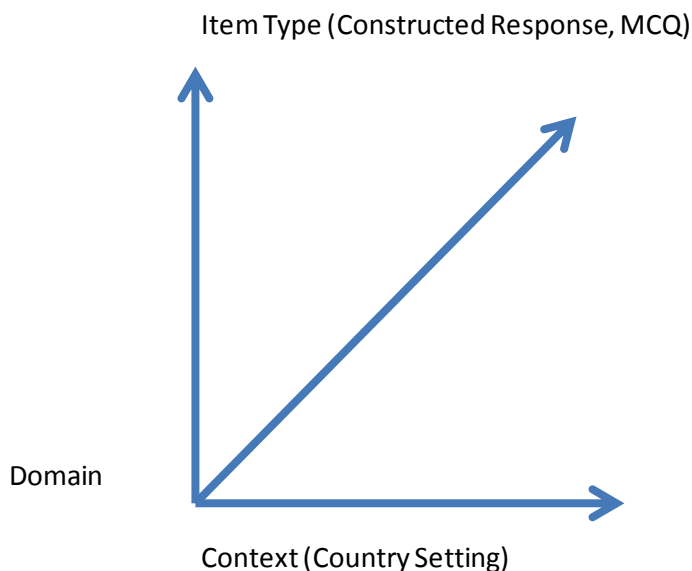 Item Type (Constructed Response, MCQ)
Domain
Context (Country Setting)